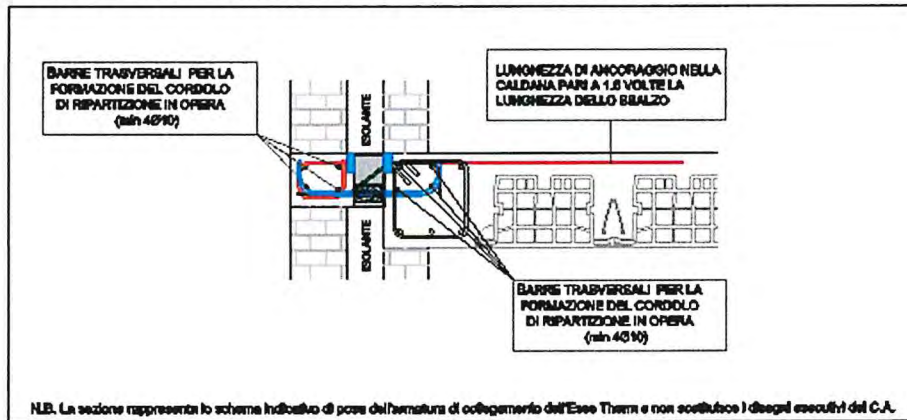 BARRE TRASVERSALI PER LA
FORMAZIONE DEL CORDOLO
DI RIPARTIZIONE IN OPERA
(min 4Ø10)
LUNGHEZZA DI ANCORAGGIO NELLA
CALDANA PARI A 1.5 VOLTE LA
LUNGHEZZA DELLO SBALZO
ISOLANTE
ISOLANTE
BARRE TRASVERSALI PER LA
FORMAZIONE DEL CORDOLO
DI RIPARTIZIONE IN OPERA
(min 4Ø10)
N.B. La sezione rappresenta lo schema indicativo di posa dell'armatura di collegamento dell'Esse Therm e non sostituisce i disegni esecutivi del C.A.